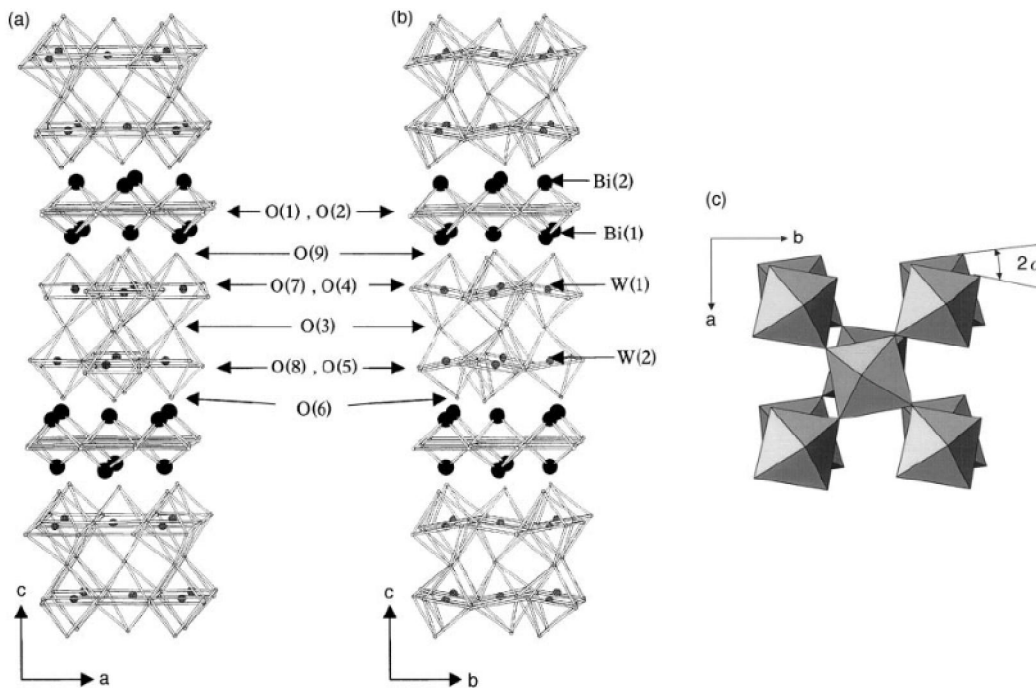 (a)
(b)
Bi(2)
O(1) , O(2)
Bi(1)
O(9)
O(7) , O(4)
W(1)
O(3)
O(8) , O(5)
W(2)
O(6)
c
a
c
b
(c)
b
a
2